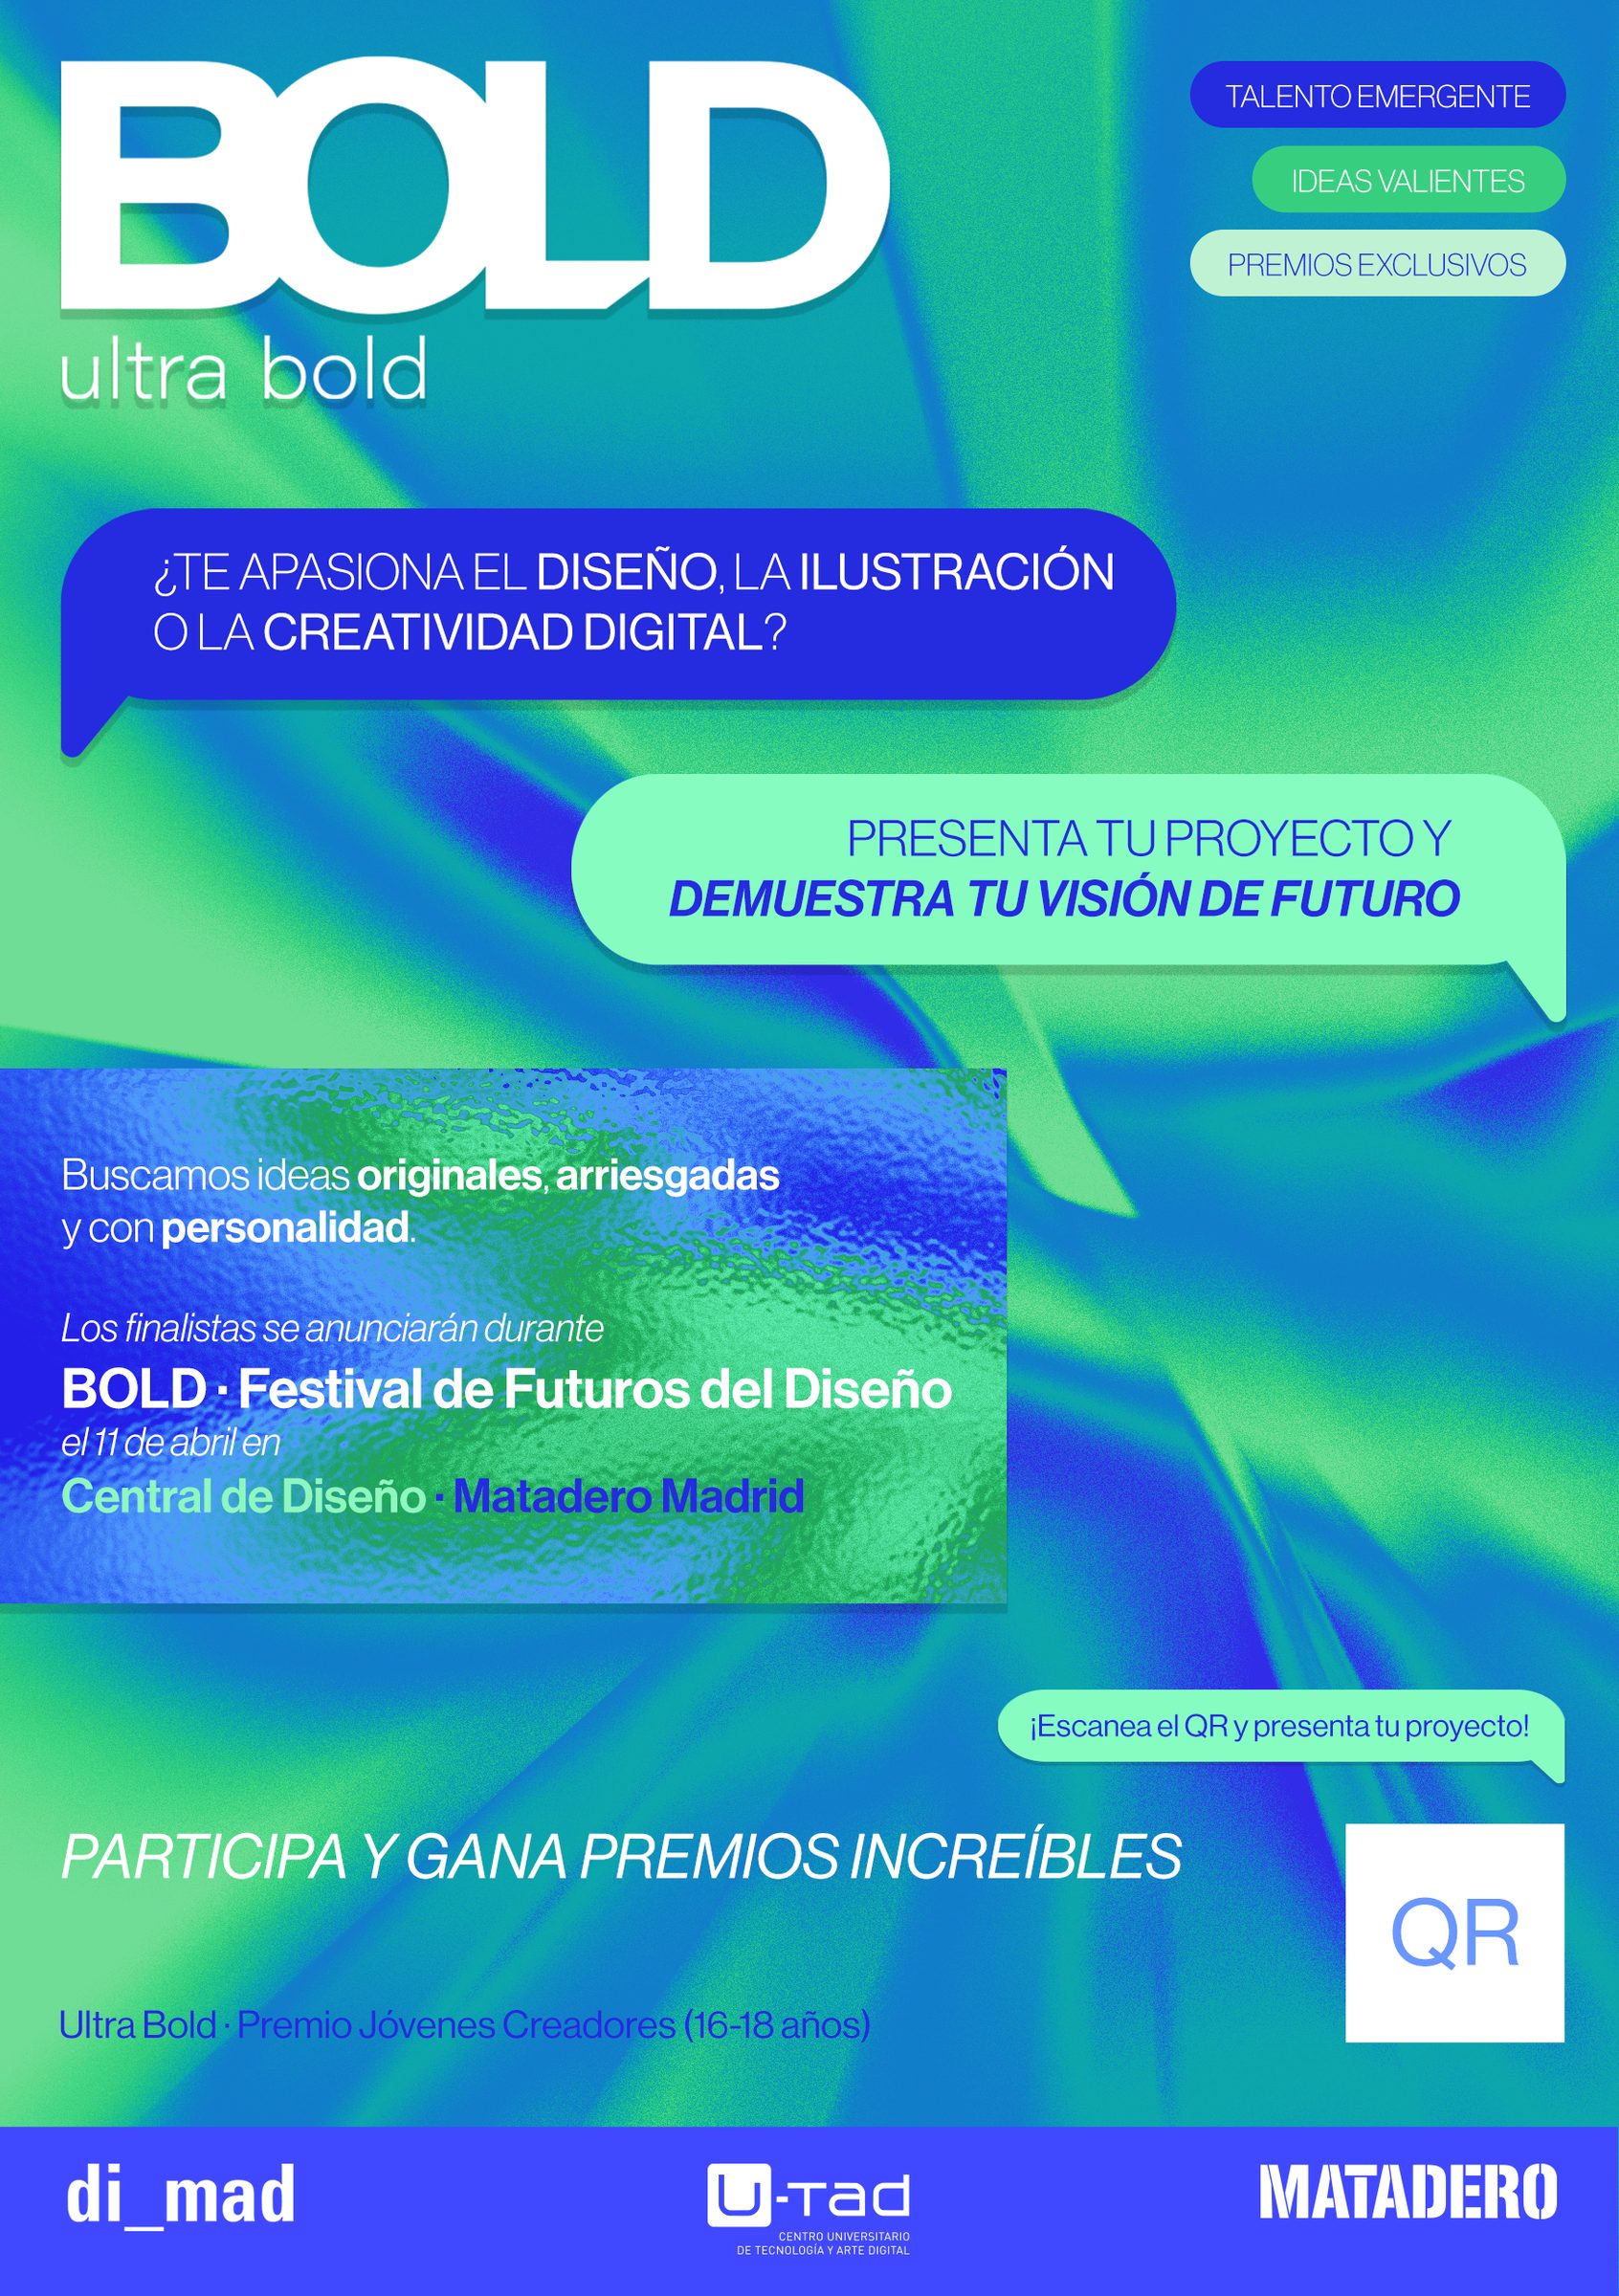 BOLD
ultra bold
TALENTO EMERGENTE
IDEAS VALIENTES
PREMIOS EXCLUSIVOS
¿TE APASIONA EL DISEÑO, LA ILUSTRACIÓN
O LA CREATIVIDAD DIGITAL?
PRESENTA TU PROYECTO Y
DEMUESTRA TU VISIÓN DE FUTURO
Buscamos ideas originales, arriesgadas
y con personalidad.
Los finalistas se anunciarán durante
BOLD · Festival de Futuros del Diseño
el 11 de abril en
Central de Diseño · Matadero Madrid
¡Escanea el QR y presenta tu proyecto!
PARTICIPA Y GANA PREMIOS INCREÍBLES
QR
Ultra Bold · Premio Jóvenes Creadores (16-18 años)
di_mad
U-Tad
CENTRO UNIVERSITARIO
DE TECNOLOGÍA Y ARTE DIGITAL
MATADERO